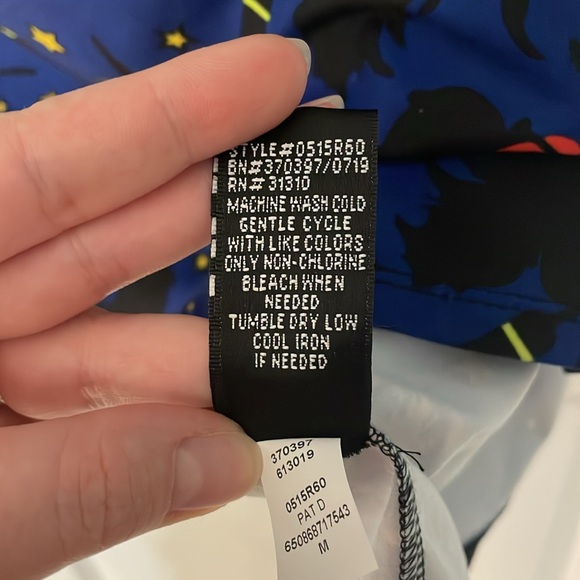 STYLE#0515R60
BN#370397/0719
RN# 31310
MACHINE WASH COLD
GENTLE CYCLE
WITH LIKE COLORS
ONLY NON-CHLORINE
BLEACH WHEN
NEEDED
TUMBLE DRY LOW
COOL IRON
IF NEEDED
370397
613019
0515R60
PAT D
650868717543
M